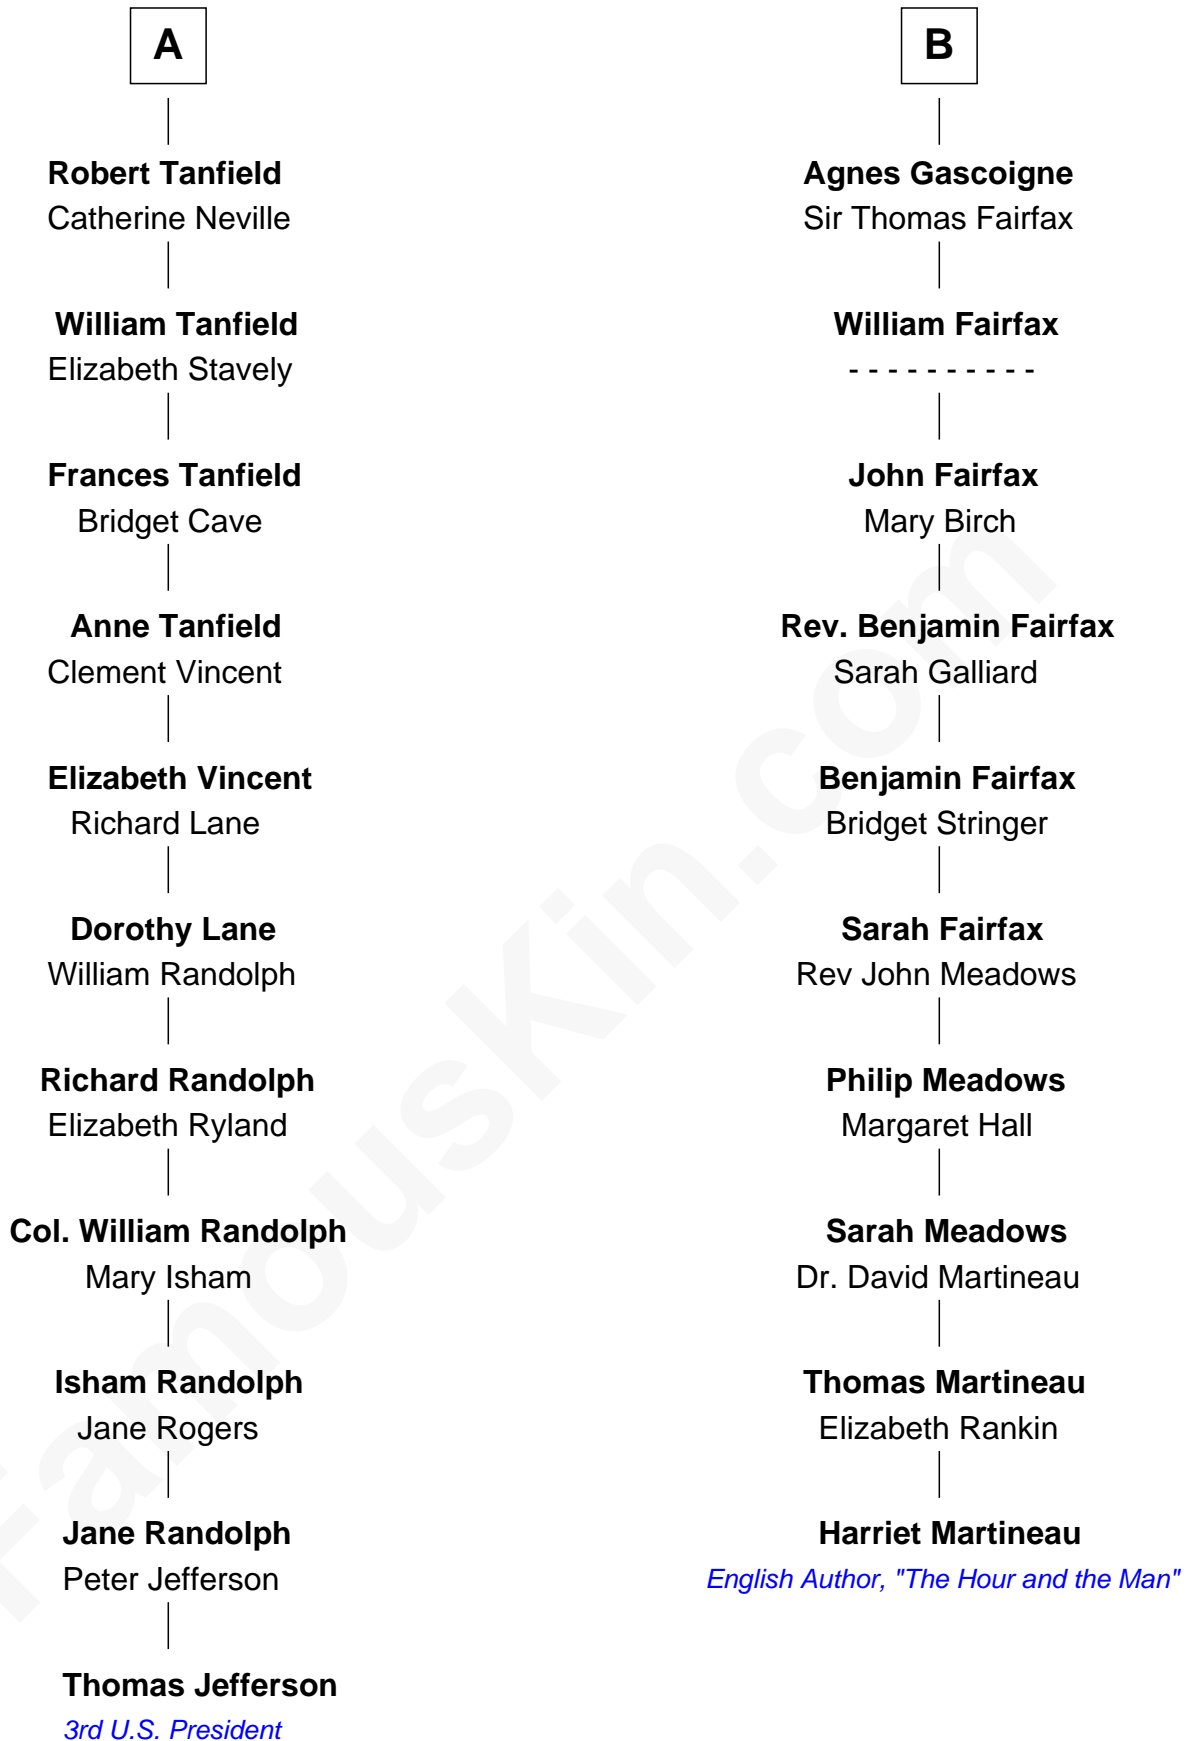 A
Robert Tanfield
Catherine Neville
William Tanfield
Elizabeth Stavely
Frances Tanfield
Bridget Cave
Anne Tanfield
Clement Vincent
Elizabeth Vincent
Richard Lane
Dorothy Lane
William Randolph
Richard Randolph
Elizabeth Ryland
Col. William Randolph
Mary Isham
Isham Randolph
Jane Rogers
Jane Randolph
Peter Jefferson
Thomas Jefferson
3rd U.S. President
B
Agnes Gascoigne
Sir Thomas Fairfax
William Fairfax
- - - - - - - - - -
John Fairfax
Mary Birch
Rev. Benjamin Fairfax
Sarah Galliard
Benjamin Fairfax
Bridget Stringer
Sarah Fairfax
Rev John Meadows
Philip Meadows
Margaret Hall
Sarah Meadows
Dr. David Martineau
Thomas Martineau
Elizabeth Rankin
Harriet Martineau
English Author, "The Hour and the Man"
FamousKin.com